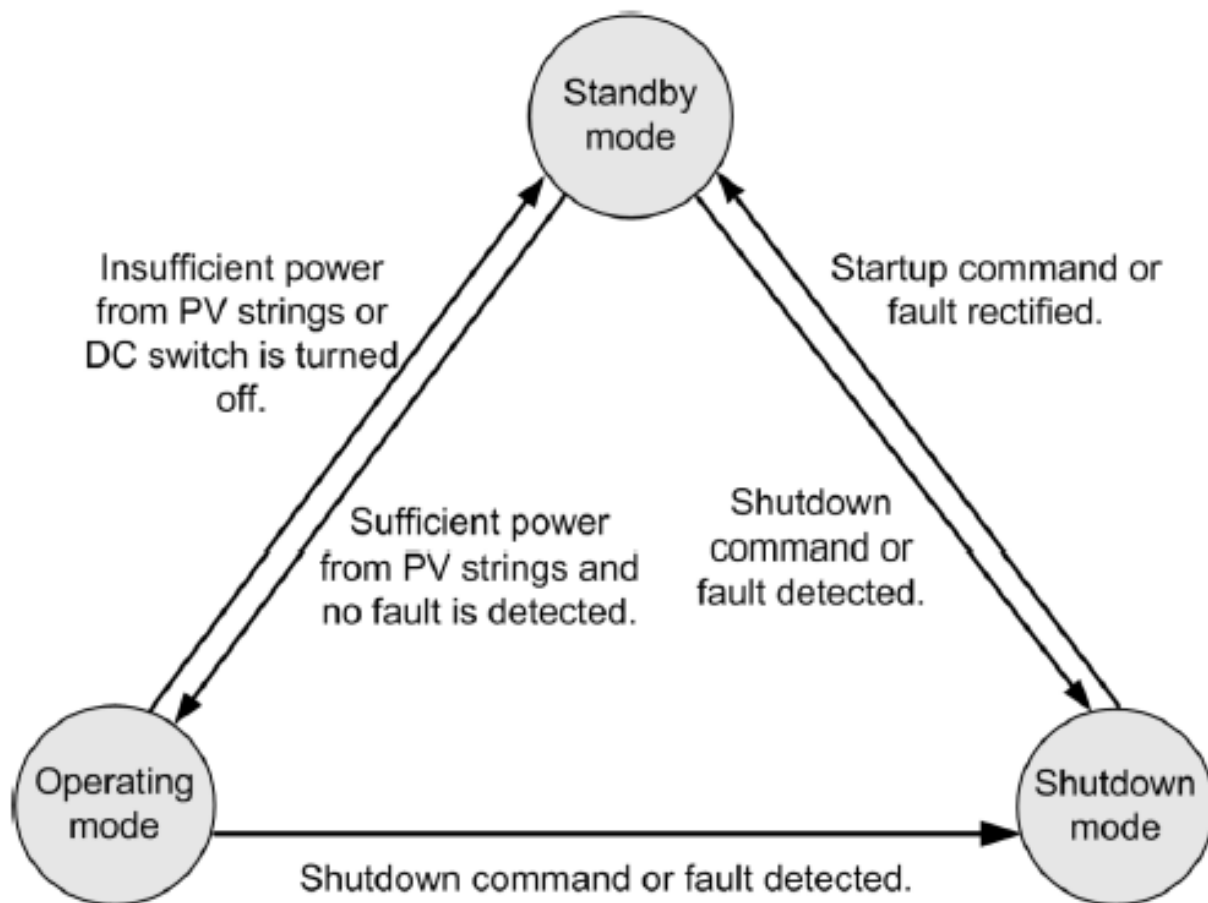 Standby
mode
Insufficient power
from PV strings or
DC switch is turned
off.
Startup command or
fault rectified.
Sufficient power
from PV strings and
no fault is detected.
Shutdown
command or
fault detected.
Operating
mode
Shutdown
mode
Shutdown command or fault detected.